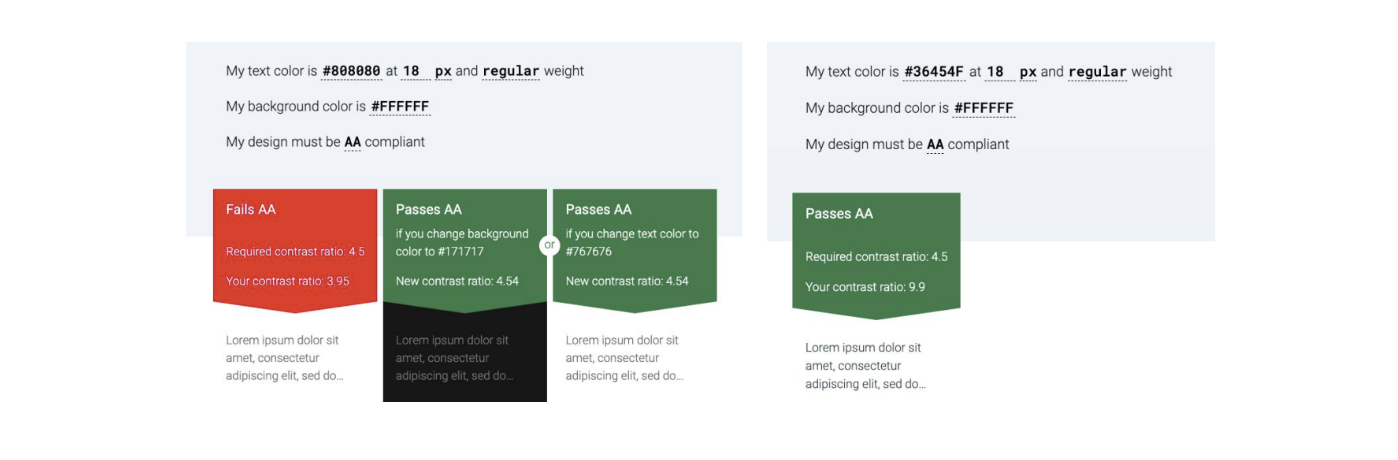 My text color is #808080 at 18 px and regular weight
My background color is #FFFFFF
My design must be AA compliant
Fails AA
Required contrast ratio: 4.5
Your contrast ratio: 3.95
Lorem ipsum dolor sit
amet, consectetur
adipiscing elit, sed do...
Passes AA
if you change background
color to #171717
New contrast ratio: 4.54
Lorem ipsum dolor sit
amet, consectetur
adipiscing elit, sed do...
or
Passes AA
if you change text color to
#767676
New contrast ratio: 4.54
Lorem ipsum dolor sit
amet, consectetur
adipiscing elit, sed do...
My text color is #36454F at 18 px and regular weight
My background color is #FFFFFF
My design must be AA compliant
Passes AA
Required contrast ratio: 4.5
Your contrast ratio: 9.9
Lorem ipsum dolor sit
amet, consectetur
adipiscing elit, sed do...